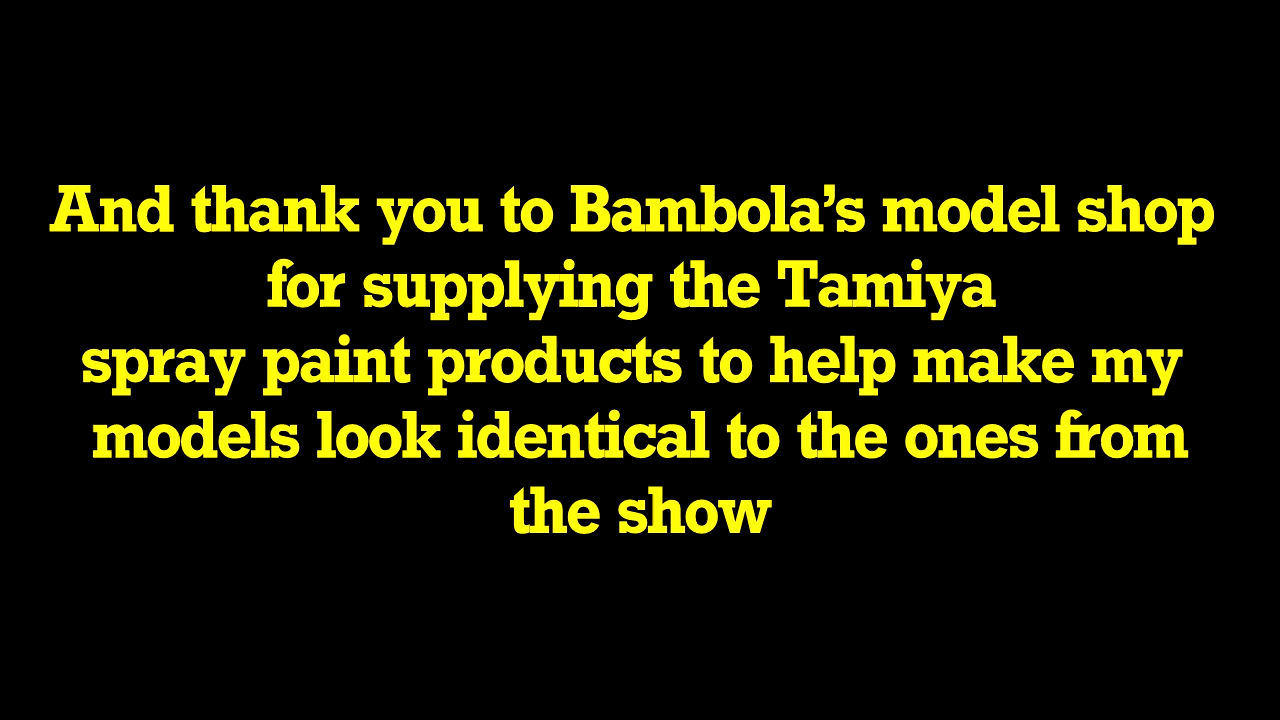 And thank you to Bambola’s model shop
for supplying the Tamiya
spray paint products to help make my
models look identical to the ones from
the show